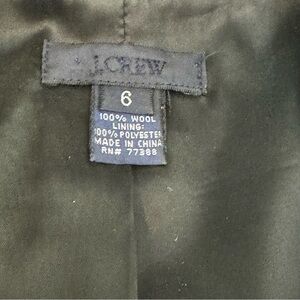 J.CREW
6
100% WOOL
LINING:
100% POLYESTER
MADE IN CHINA
RN# 77388